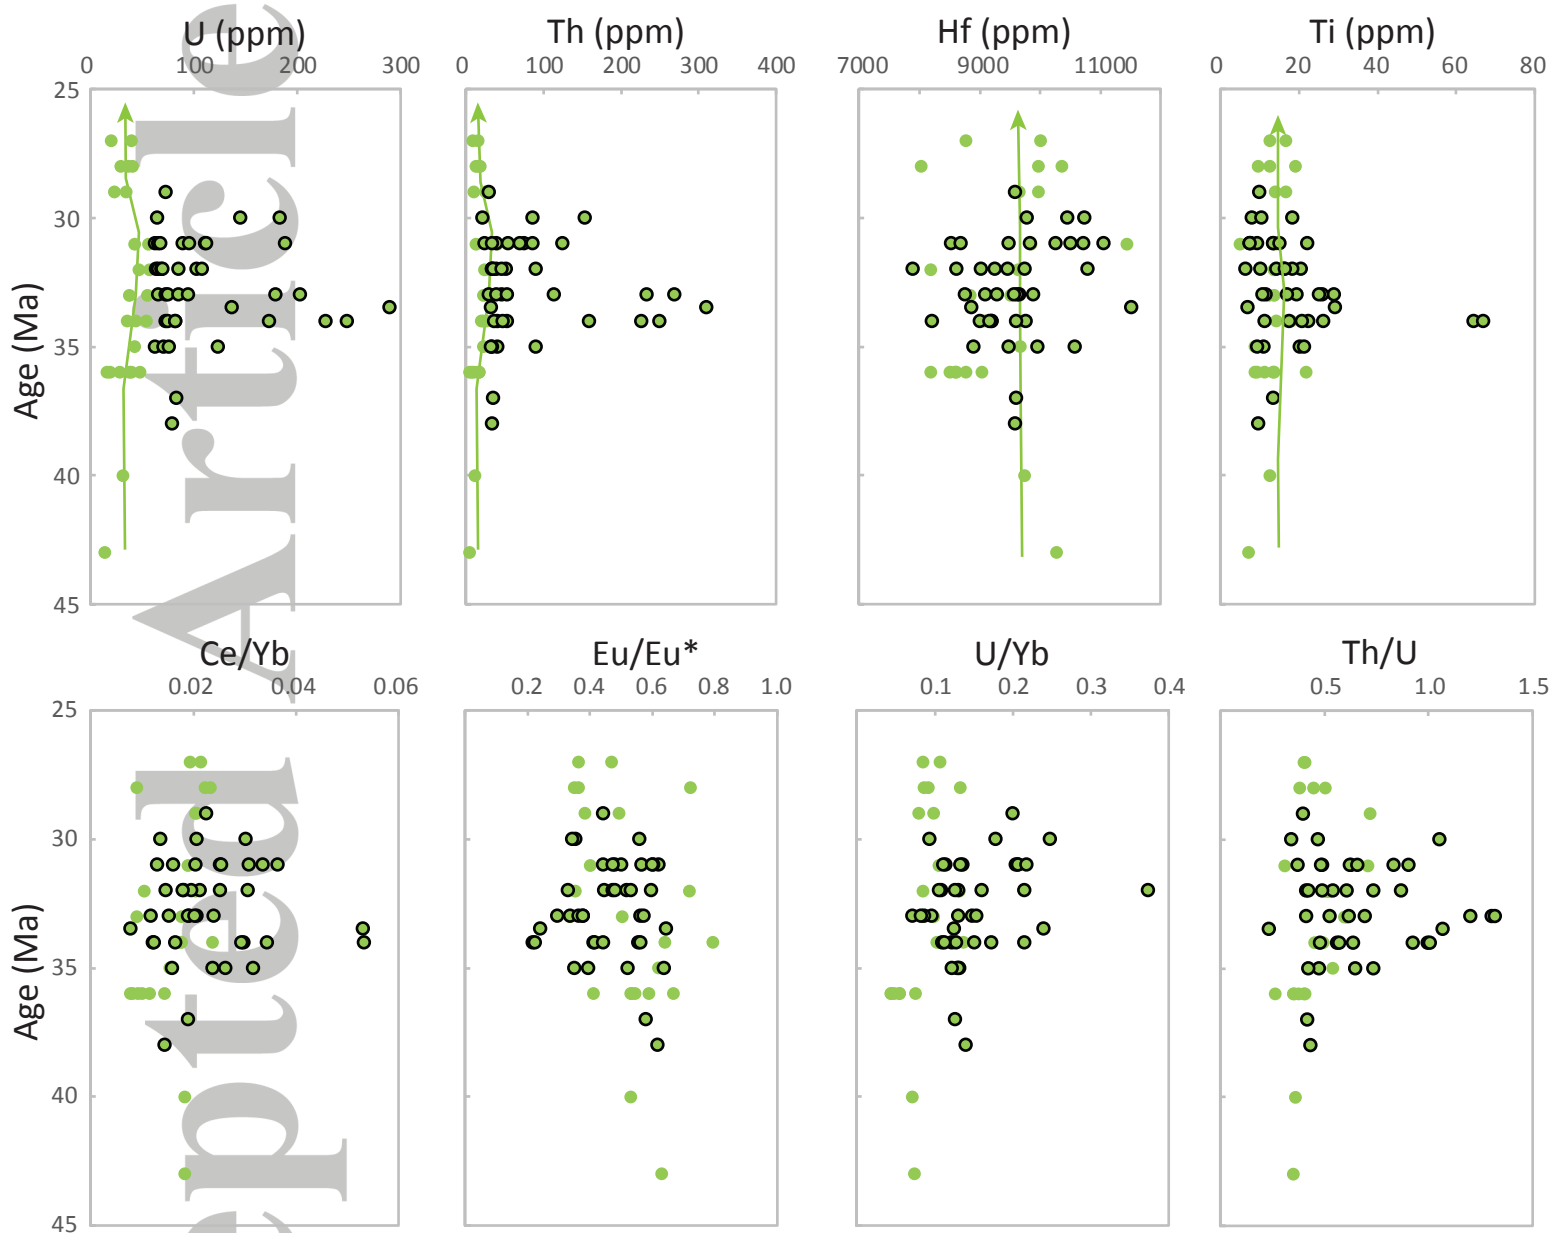 U (ppm) Th (ppm) Hf (ppm) Ti (ppm)
0 100 200 300 0 100 200 300 400 7000 9000 11000 0 20 40 60 80
25
30
35
40
45
Age (Ma)
Ce/Yb Eu/Eu* U/Yb Th/U
0.02 0.04 0.06 0.2 0.4 0.6 0.8 1.0 0.1 0.2 0.3 0.4 0.5 1.0 1.5
25
30
35
40
45
Age (Ma)
Article
epted